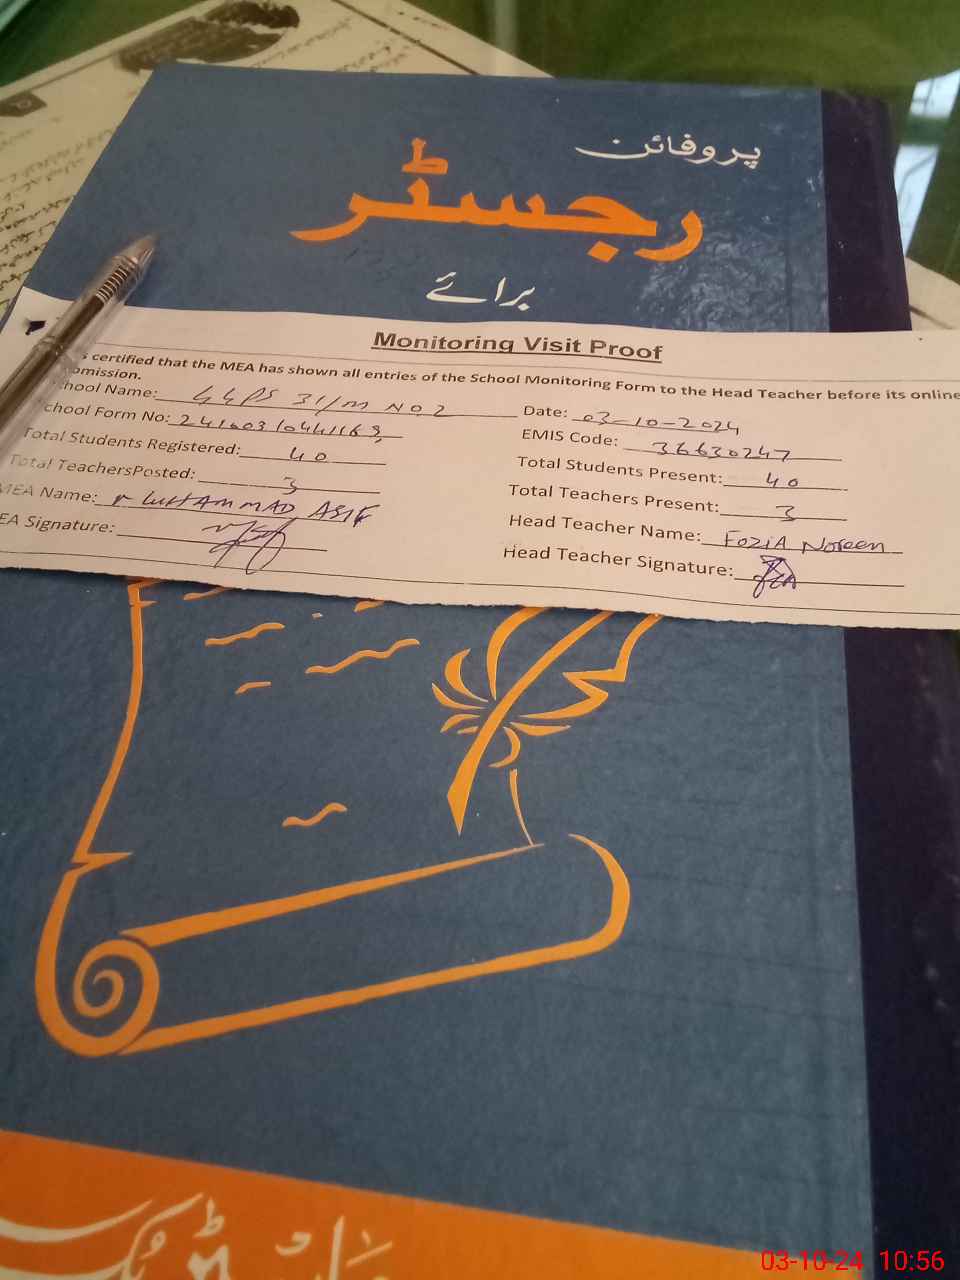 پروفائن
رجسٹر
برائے
Monitoring Visit Proof
certified that the MEA has shown all entries of the School Monitoring Form to the Head Teacher before its online
omission.
chool Name: GGPS 31/M NO.2
Date: 03-10-2024
chool Form No:
EMIS Code: 36630247
Total Students Registered: 40
Total Students Present: 40
Total TeachersPosted: 3
Total Teachers Present: 3
MEA Name: MUHAMMAD ASIF
Head Teacher Name: FoziA Noreen
EA Signature:
Head Teacher Signature:
03-10-24 10:56